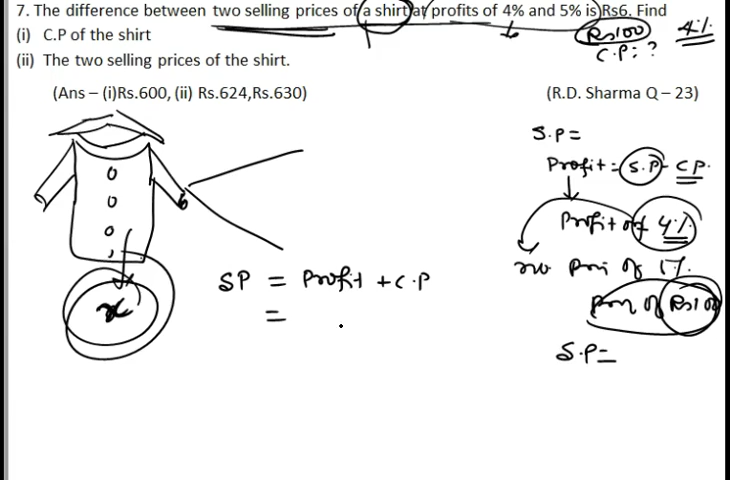 7. The difference between two selling prices of a shirt at profits of 4% and 5% is Rs6. Find
(i) C.P of the shirt
Rs100 4%
C.P = ?
(ii) The two selling prices of the shirt.
(Ans – (i)Rs.600, (ii) Rs.624,Rs.630)
(R.D. Sharma Q – 23)
S.P =
Profit = S.P - C P.
Profit of 4%
of 1%
SP = Profit + C.P
of Rs100
x
=
S.P =